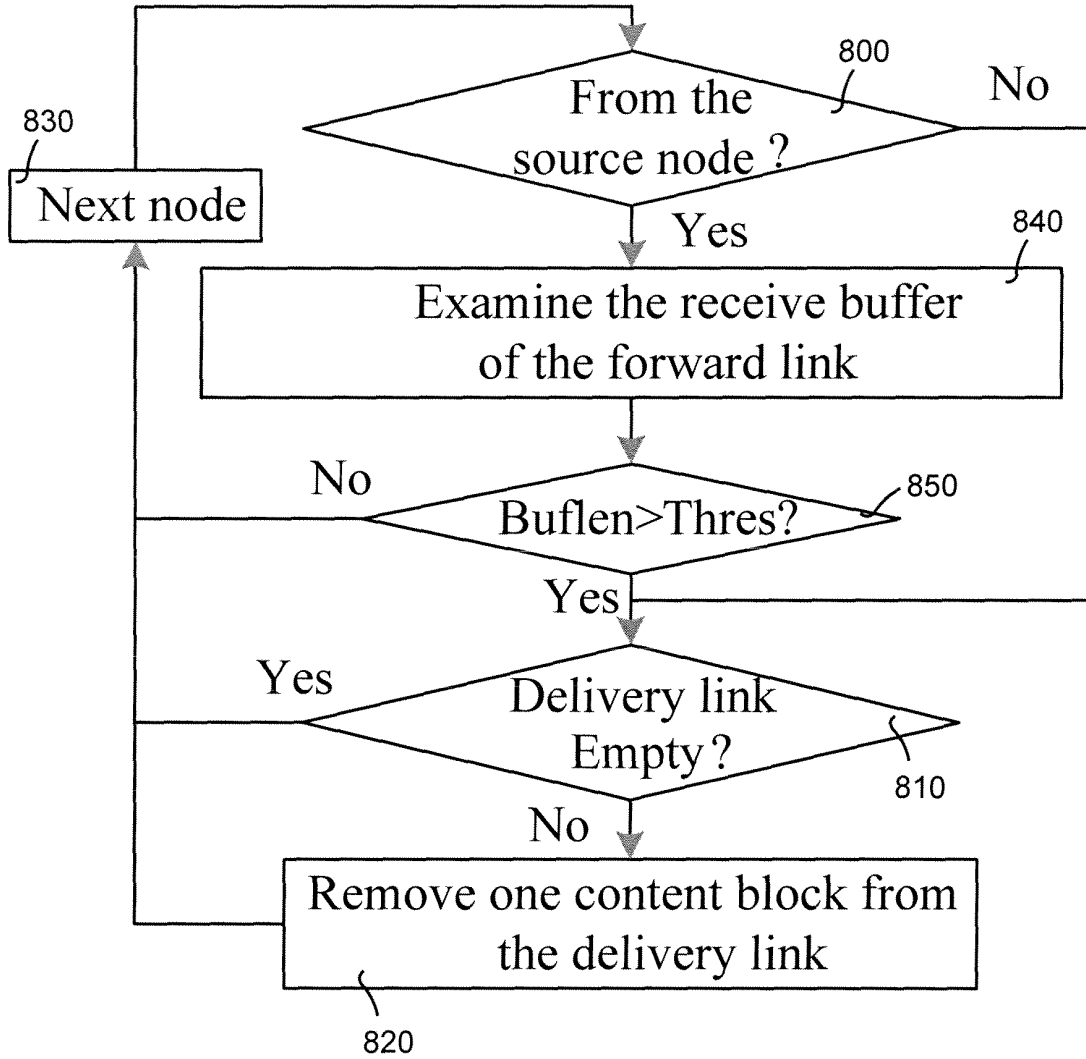 800
From the
source node ?
No
830
Next node
Yes
840
Examine the receive buffer
of the forward link
No
Buflen>Thres?
850
Yes
Yes
Delivery link
Empty ?
810
No
Remove one content block from
the delivery link
820